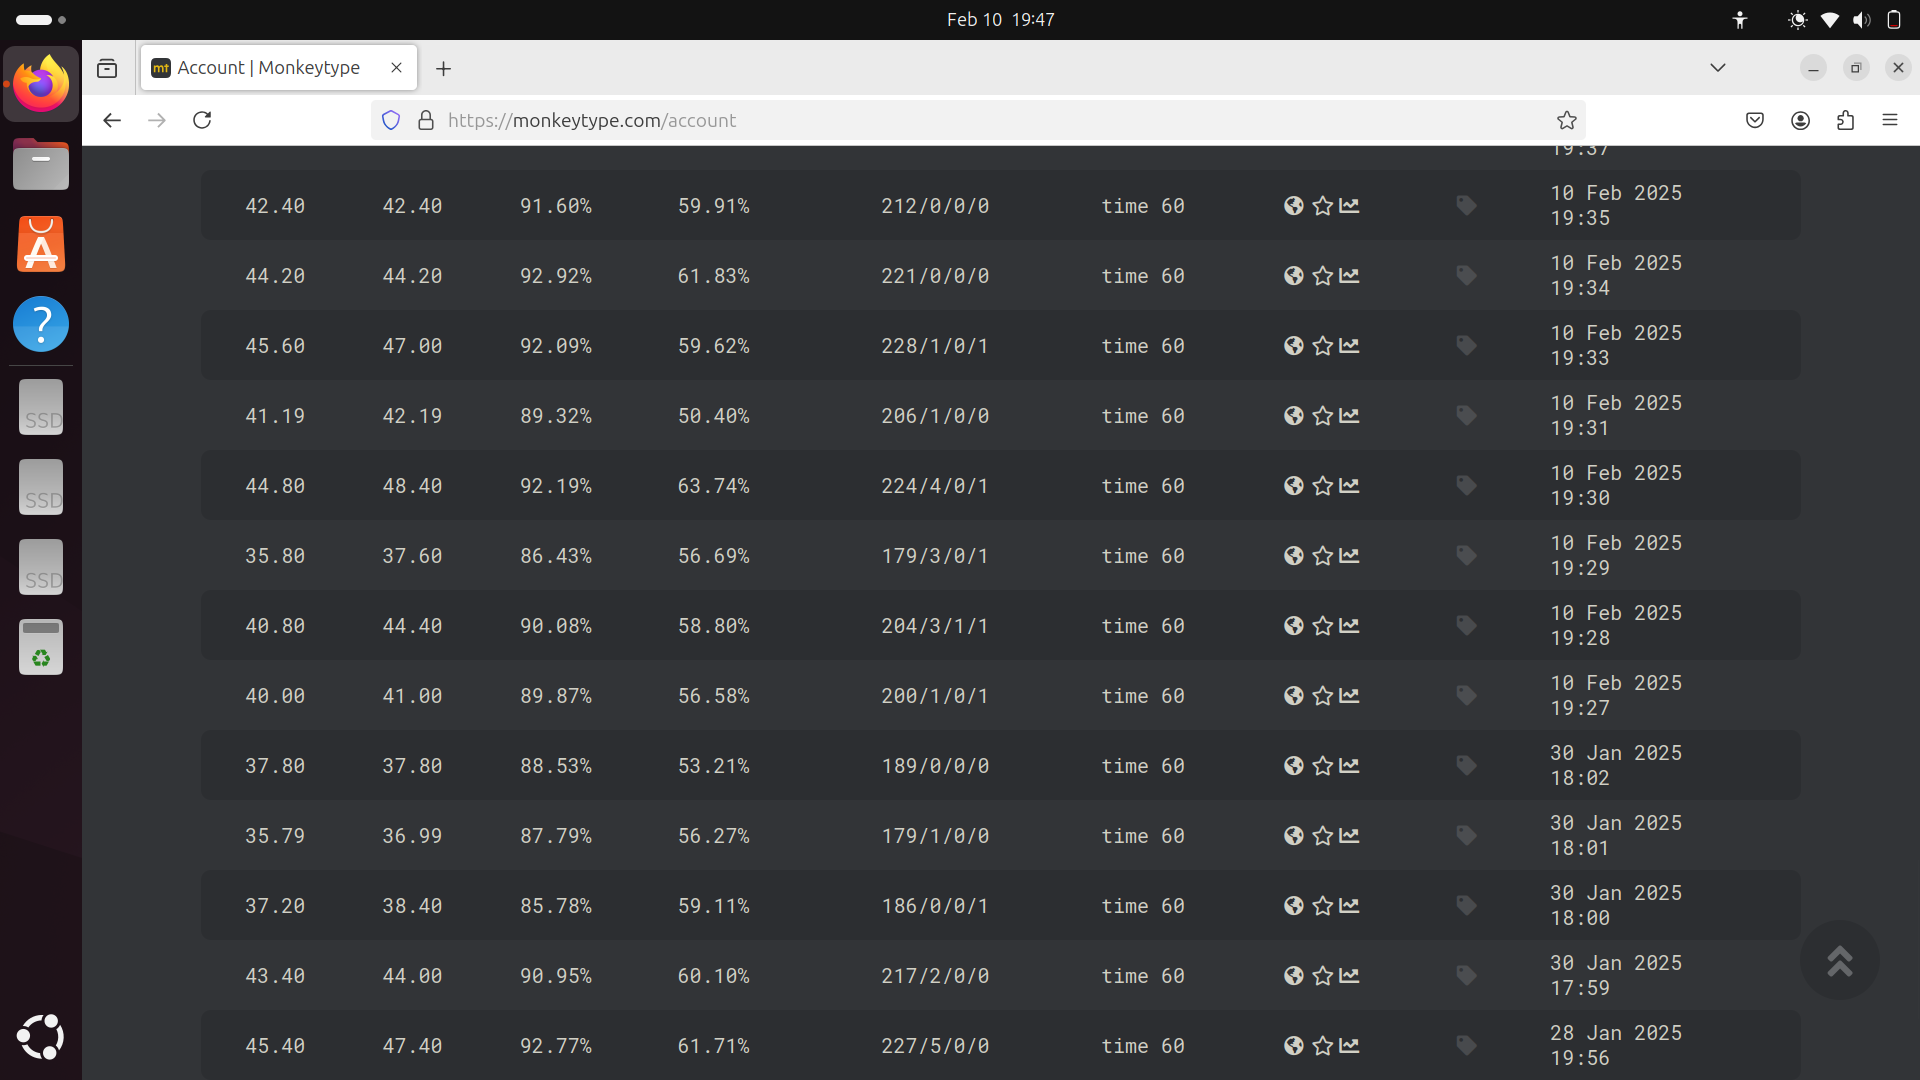 Feb 10 19:47
mt Account | Monkeytype
https://monkeytype.com/account
19:37
42.40 42.40 91.60% 59.91% 212/0/0/0 time 60 10 Feb 2025
19:35
44.20 44.20 92.92% 61.83% 221/0/0/0 time 60 10 Feb 2025
19:34
45.60 47.00 92.09% 59.62% 228/1/0/1 time 60 10 Feb 2025
19:33
41.19 42.19 89.32% 50.40% 206/1/0/0 time 60 10 Feb 2025
19:31
44.80 48.40 92.19% 63.74% 224/4/0/1 time 60 10 Feb 2025
19:30
35.80 37.60 86.43% 56.69% 179/3/0/1 time 60 10 Feb 2025
19:29
40.80 44.40 90.08% 58.80% 204/3/1/1 time 60 10 Feb 2025
19:28
40.00 41.00 89.87% 56.58% 200/1/0/1 time 60 10 Feb 2025
19:27
37.80 37.80 88.53% 53.21% 189/0/0/0 time 60 30 Jan 2025
18:02
35.79 36.99 87.79% 56.27% 179/1/0/0 time 60 30 Jan 2025
18:01
37.20 38.40 85.78% 59.11% 186/0/0/1 time 60 30 Jan 2025
18:00
43.40 44.00 90.95% 60.10% 217/2/0/0 time 60 30 Jan 2025
17:59
45.40 47.40 92.77% 61.71% 227/5/0/0 time 60 28 Jan 2025
19:56
A
?
SSD
SSD
SSD